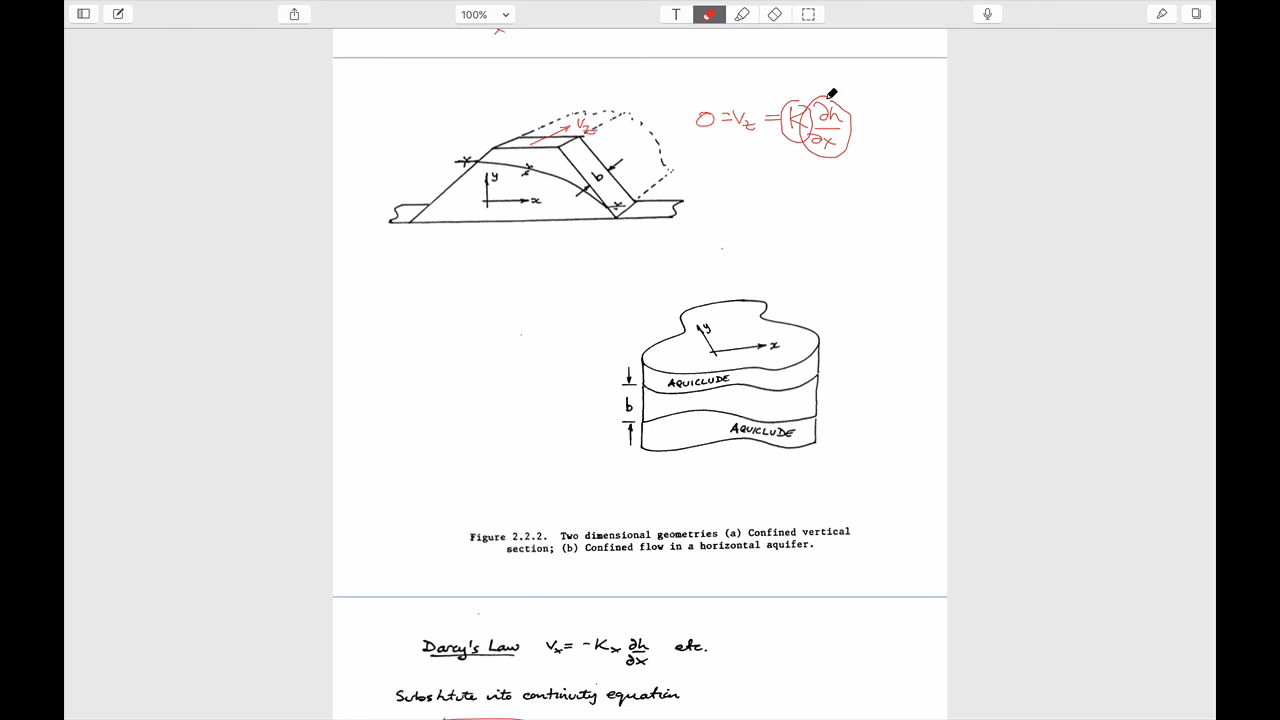 100%
T
x
0 = Vz = K ∂h/∂x
Vz
b
y
x
y
x
AQUICLUDE
b
AQUICLUDE
Figure 2.2.2. Two dimensional geometries (a) Confined vertical
section; (b) Confined flow in a horizontal aquifer.
Darcy's Law Vx = -Kx ∂h/∂x etc.
Substitute into continuity equation